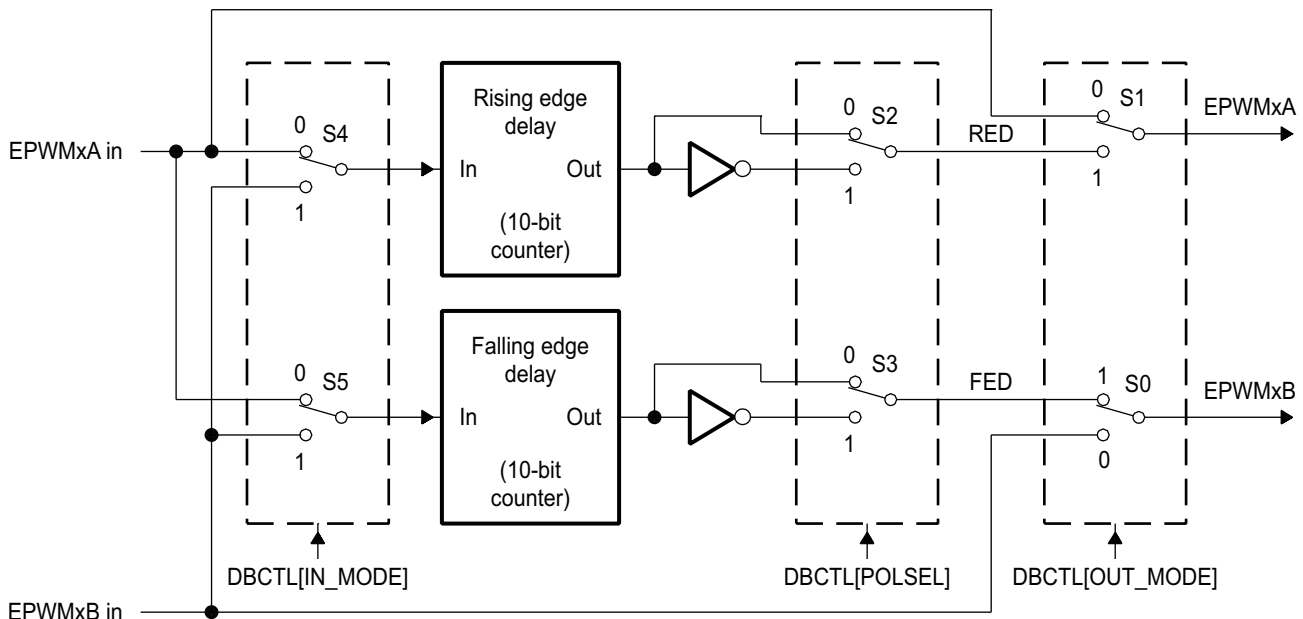 0
S1
EPWMxA
Rising edge
delay
0
S4
0
S2
RED
EPWMxA in
In
Out
1
1
1
(10-bit
counter)
Falling edge
delay
0
S5
0
S3
FED
1
S0
EPWMxB
In
Out
1
1
0
(10-bit
counter)
DBCTL[IN_MODE]
DBCTL[POLSEL]
DBCTL[OUT_MODE]
EPWMxB in